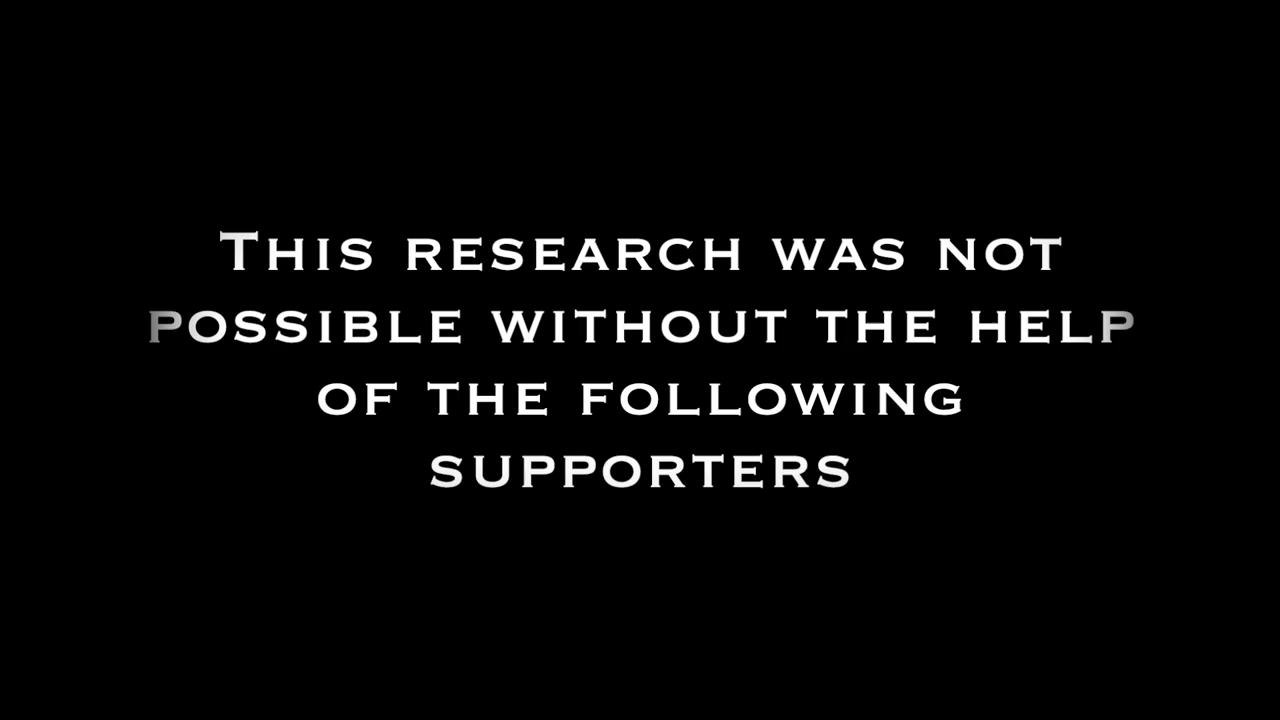 This research was not
possible without the help
of the following
supporters